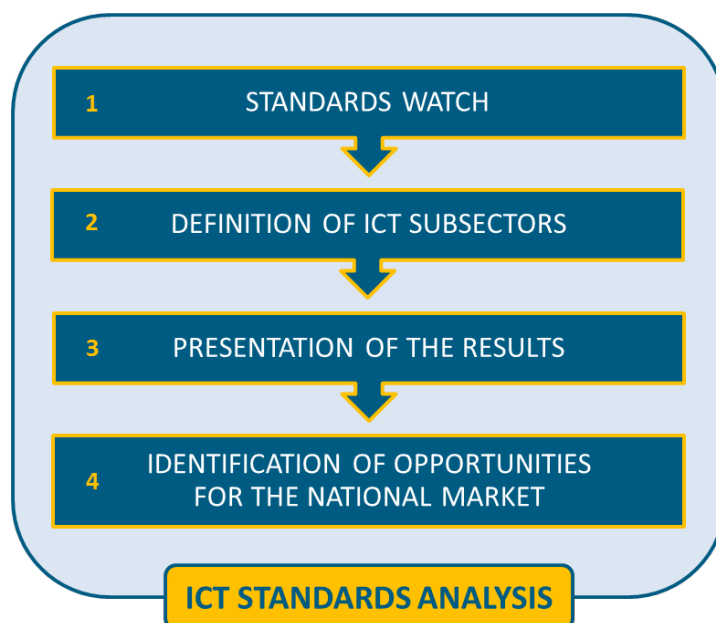 1 STANDARDS WATCH
2 DEFINITION OF ICT SUBSECTORS
3 PRESENTATION OF THE RESULTS
4 IDENTIFICATION OF OPPORTUNITIES
FOR THE NATIONAL MARKET
ICT STANDARDS ANALYSIS